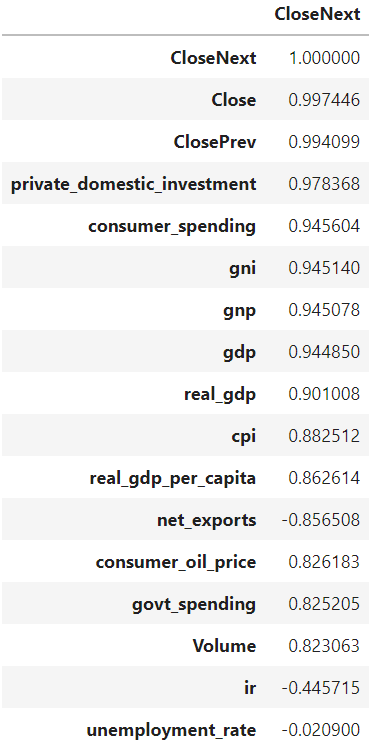 CloseNext
CloseNext 1.000000
Close 0.997446
ClosePrev 0.994099
private_domestic_investment 0.978368
consumer_spending 0.945604
gni 0.945140
gnp 0.945078
gdp 0.944850
real_gdp 0.901008
cpi 0.882512
real_gdp_per_capita 0.862614
net_exports -0.856508
consumer_oil_price 0.826183
govt_spending 0.825205
Volume 0.823063
ir -0.445715
unemployment_rate -0.020900